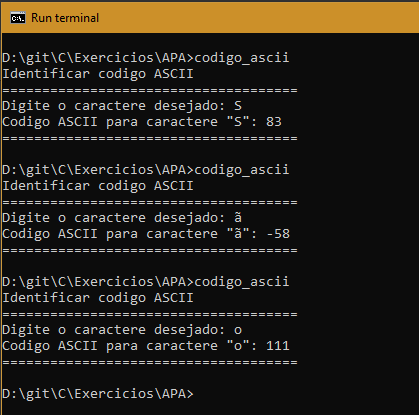 Run terminal
D:\git\C\Exercicios\APA>codigo_ascii
Identificar codigo ASCII
=====================================
Digite o caractere desejado: S
Codigo ASCII para caractere "S": 83
=====================================
D:\git\C\Exercicios\APA>codigo_ascii
Identificar codigo ASCII
=====================================
Digite o caractere desejado: ã
Codigo ASCII para caractere "ã": -58
=====================================
D:\git\C\Exercicios\APA>codigo_ascii
Identificar codigo ASCII
=====================================
Digite o caractere desejado: o
Codigo ASCII para caractere "o": 111
=====================================
D:\git\C\Exercicios\APA>